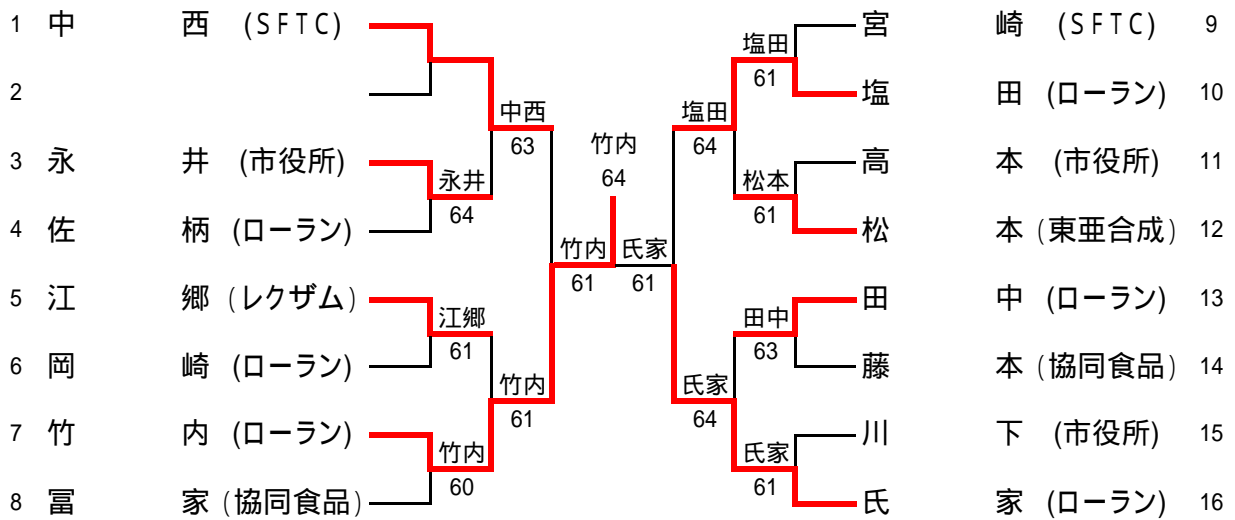 1 中 西 (SFTC)
2
3 永 井 (市役所)
4 佐 柄 (ローラン)
5 江 郷 (レクザム)
6 岡 崎 (ローラン)
7 竹 内 (ローラン)
8 冨 家 (協同食品)
永井
64
江郷
61
竹内
60
中西
63
竹内
61
竹内
61
竹内
64
氏家
61
塩田
64
氏家
64
塩田
61
松本
61
田中
63
氏家
61
宮 崎 (SFTC) 9
塩 田 (ローラン) 10
高 本 (市役所) 11
松 本 (東亜合成) 12
田 中 (ローラン) 13
藤 本 (協同食品) 14
川 下 (市役所) 15
氏 家 (ローラン) 16